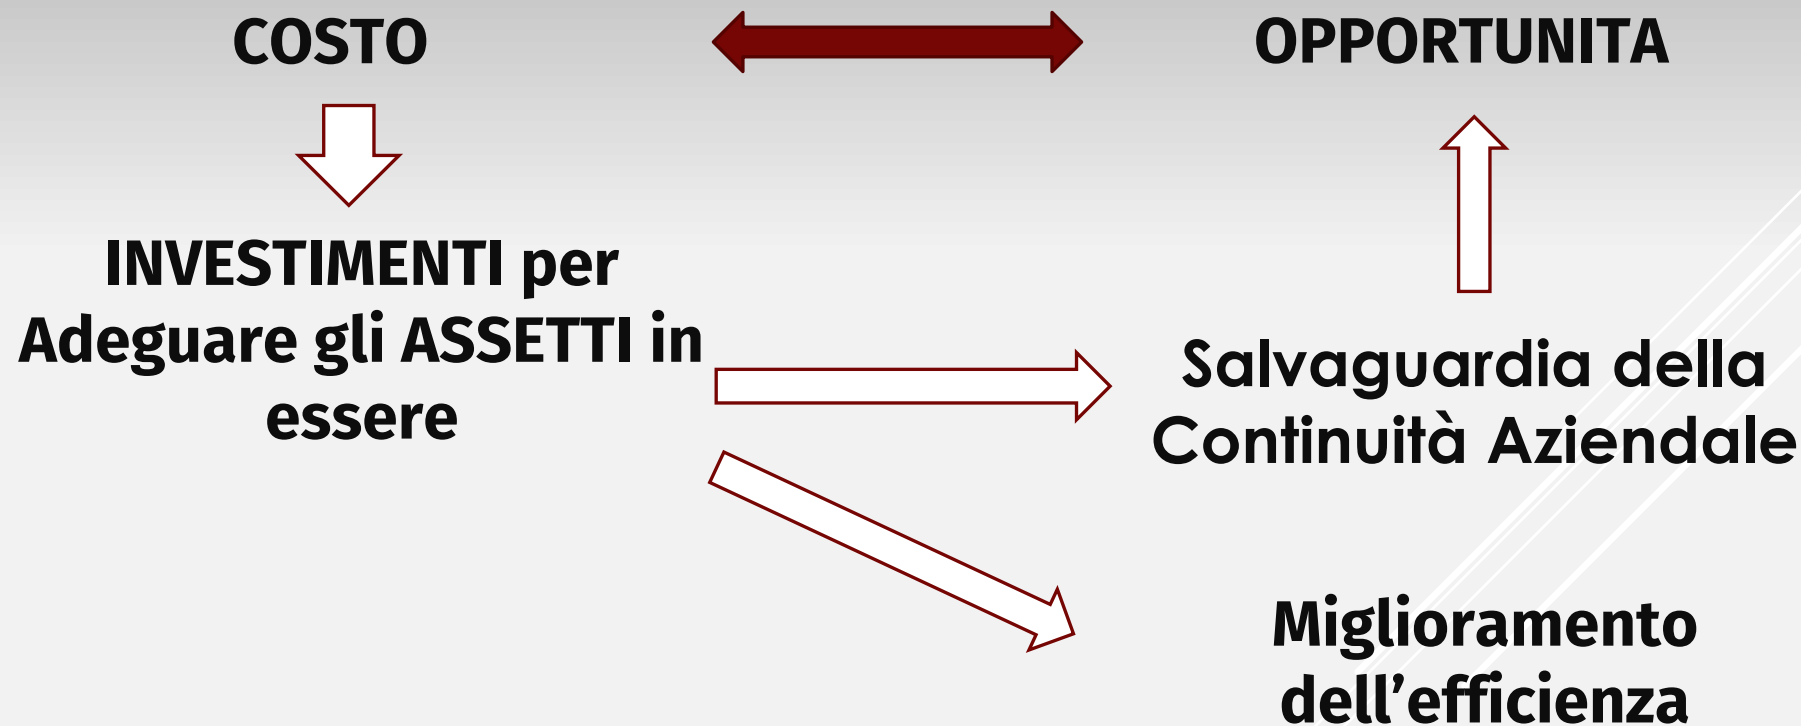 COSTO
OPPORTUNITA
INVESTIMENTI per
Adeguare gli ASSETTI in
essere
Salvaguardia della
Continuità Aziendale
Miglioramento
dell’efficienza